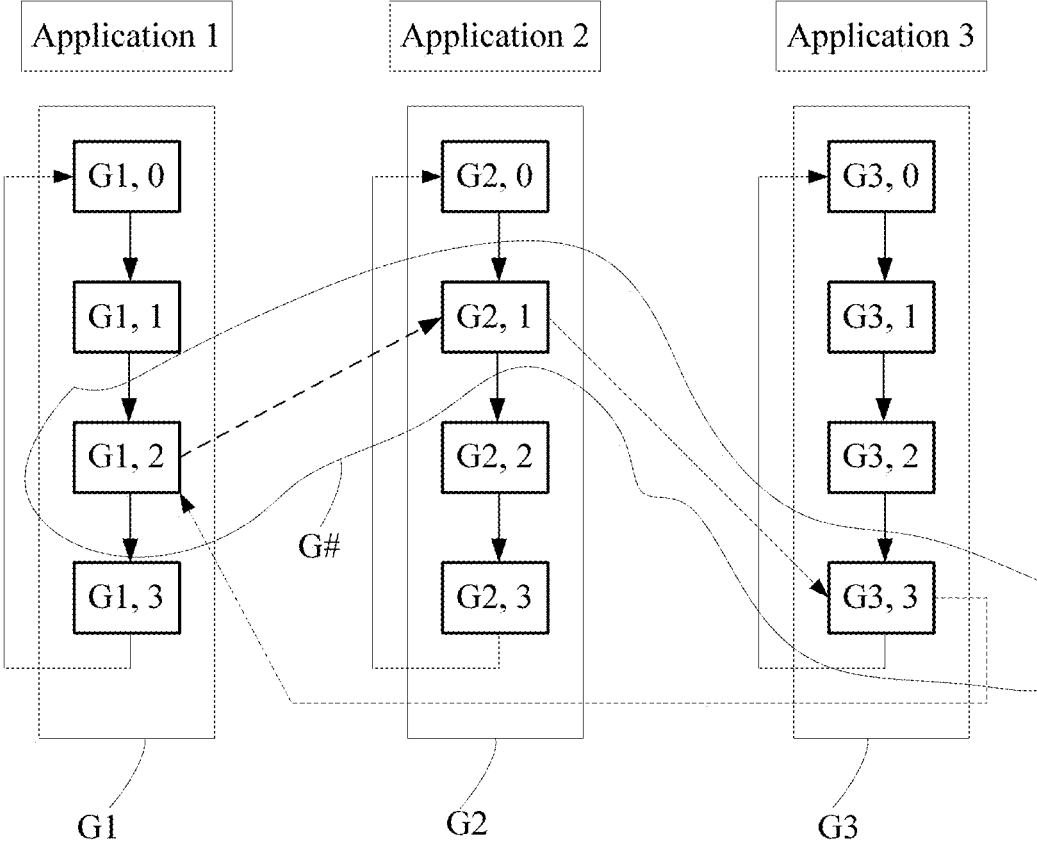 Application 1
Application 2
Application 3
G1, 0
G2, 0
G3, 0
G1, 1
G2, 1
G3, 1
G1, 2
G2, 2
G3, 2
G#
G1, 3
G2, 3
G3, 3
G1
G2
G3